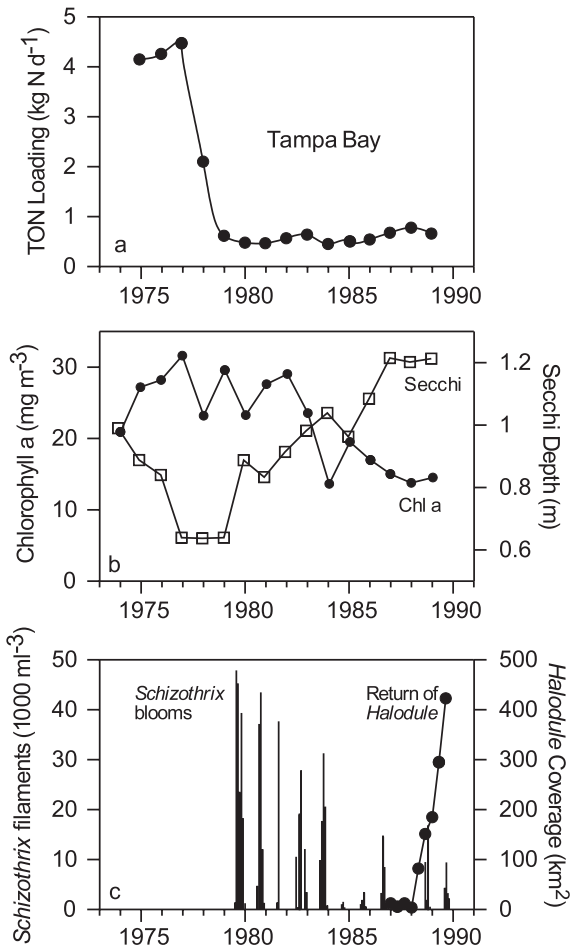 5
4
3
2
1
0
TON Loading (kg N d-1)
Tampa Bay
a
1975 1980 1985 1990
30
20
10
0
Chlorophyll a (mg m-3)
1.2
1
0.8
0.6
Secchi Depth (m)
Secchi
Chl a
b
1975 1980 1985 1990
50
40
30
20
10
0
Schizothrix filaments (1000 ml-3)
500
400
300
200
100
0
Halodule Coverage (km2)
Schizothrix
blooms
Return of
Halodule
c
1975 1980 1985 1990